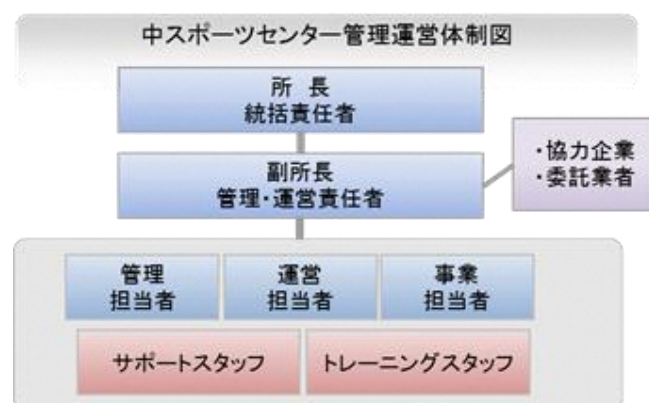 中スポーツセンター管理運営体制図
所 長
統括責任者
副所長
管理・運営責任者
・協力企業
・委託業者
管理
担当者
運営
担当者
事業
担当者
サポートスタッフ
トレーニングスタッフ